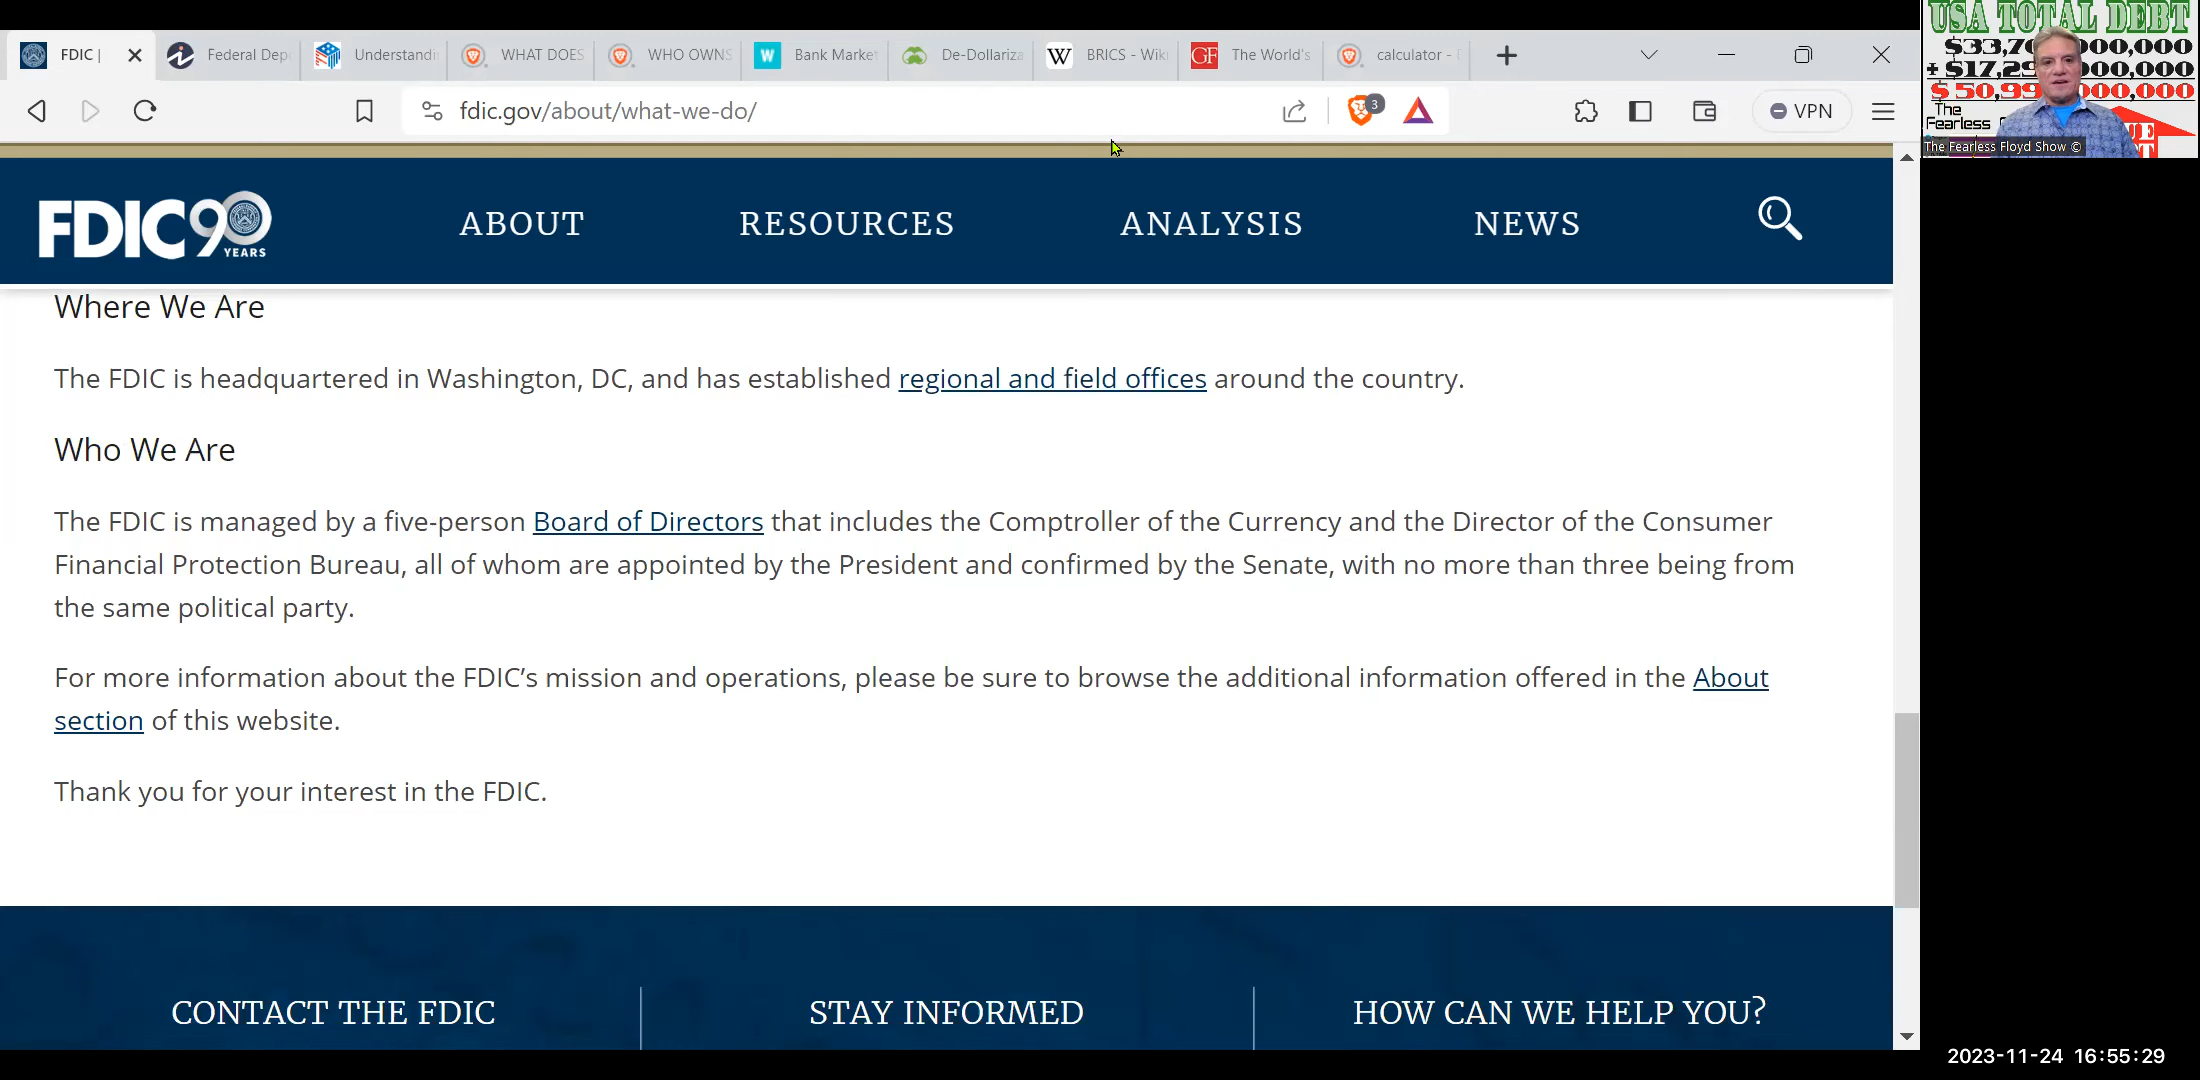 FDIC |
Federal Dep
Understandi
WHAT DOES
WHO OWNS
Bank Market
De-Dollariza
BRICS - Wiki
The World's
calculator -
fdic.gov/about/what-we-do/
3
VPN
USA TOTAL DEBT
The
Fearless
The Fearless Floyd Show ©
FDIC90
YEARS
ABOUT
RESOURCES
ANALYSIS
NEWS
Where We Are
The FDIC is headquartered in Washington, DC, and has established regional and field offices around the country.
Who We Are
The FDIC is managed by a five-person Board of Directors that includes the Comptroller of the Currency and the Director of the Consumer
Financial Protection Bureau, all of whom are appointed by the President and confirmed by the Senate, with no more than three being from
the same political party.
For more information about the FDIC’s mission and operations, please be sure to browse the additional information offered in the About
section of this website.
Thank you for your interest in the FDIC.
CONTACT THE FDIC
STAY INFORMED
HOW CAN WE HELP YOU?
2023-11-24 16:55:29